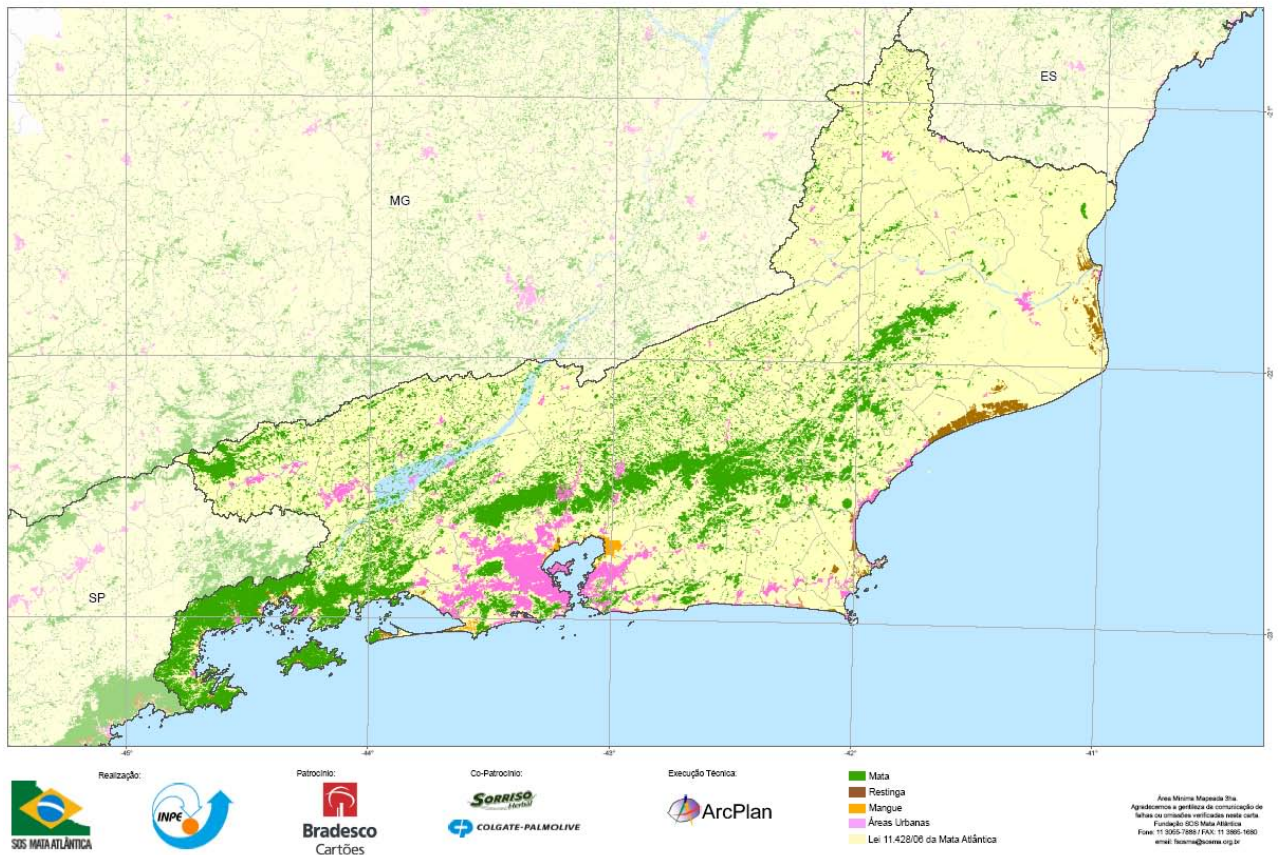 ES
MG
SP
-45°
-44°
-43°
-42°
-41°
Realização:
Patrocínio:
Co-Patrocínio:
Execução Técnica:
SOS MATA ATLÂNTICA
INPE
Bradesco
Cartões
SORRISO
Herbal
COLGATE-PALMOLIVE
ArcPlan
Mata
Restinga
Mangue
Áreas Urbanas
Lei 11.428/06 da Mata Atlântica
Área Mínima Mapeada 3ha.
Agradecemos a gentileza da comunicação de
falhas ou omissões verificadas nesta carta.
Fundação SOS Mata Atlântica